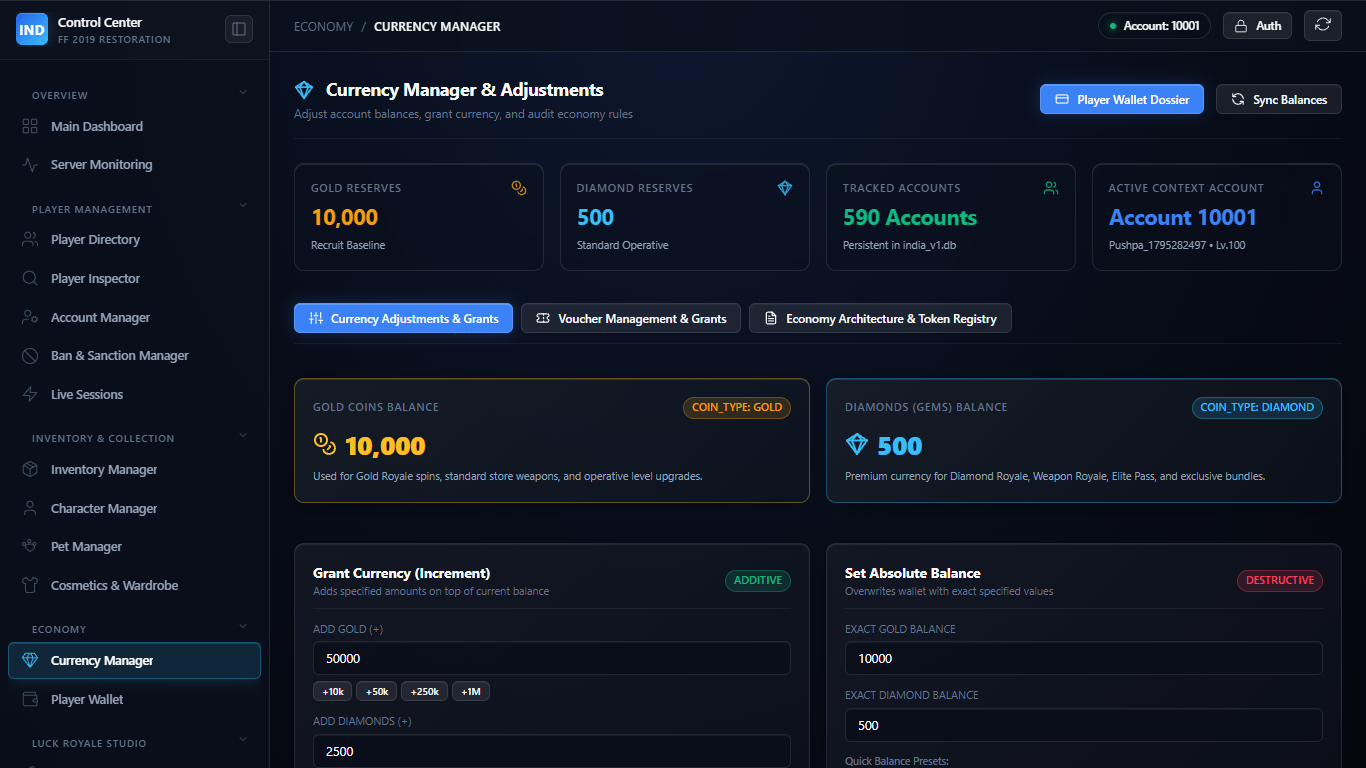 IND
Control Center
FF 2019 RESTORATION
OVERVIEW
Main Dashboard
Server Monitoring
PLAYER MANAGEMENT
Player Directory
Player Inspector
Account Manager
Ban & Sanction Manager
Live Sessions
INVENTORY & COLLECTION
Inventory Manager
Character Manager
Pet Manager
Cosmetics & Wardrobe
ECONOMY
Currency Manager
Player Wallet
LUCK ROYALE STUDIO
ECONOMY / CURRENCY MANAGER
Account: 10001
Auth
Currency Manager & Adjustments
Adjust account balances, grant currency, and audit economy rules
Player Wallet Dossier
Sync Balances
GOLD RESERVES
10,000
Recruit Baseline
DIAMOND RESERVES
500
Standard Operative
TRACKED ACCOUNTS
590 Accounts
Persistent in india_v1.db
ACTIVE CONTEXT ACCOUNT
Account 10001
Pushpa_1795282497 • Lv.100
Currency Adjustments & Grants
Voucher Management & Grants
Economy Architecture & Token Registry
GOLD COINS BALANCE
COIN_TYPE: GOLD
10,000
Used for Gold Royale spins, standard store weapons, and operative level upgrades.
DIAMONDS (GEMS) BALANCE
COIN_TYPE: DIAMOND
500
Premium currency for Diamond Royale, Weapon Royale, Elite Pass, and exclusive bundles.
Grant Currency (Increment)
Adds specified amounts on top of current balance
ADDITIVE
ADD GOLD (+)
50000
+10k +50k +250k +1M
ADD DIAMONDS (+)
2500
Set Absolute Balance
Overwrites wallet with exact specified values
DESTRUCTIVE
EXACT GOLD BALANCE
10000
EXACT DIAMOND BALANCE
500
Quick Balance Presets: